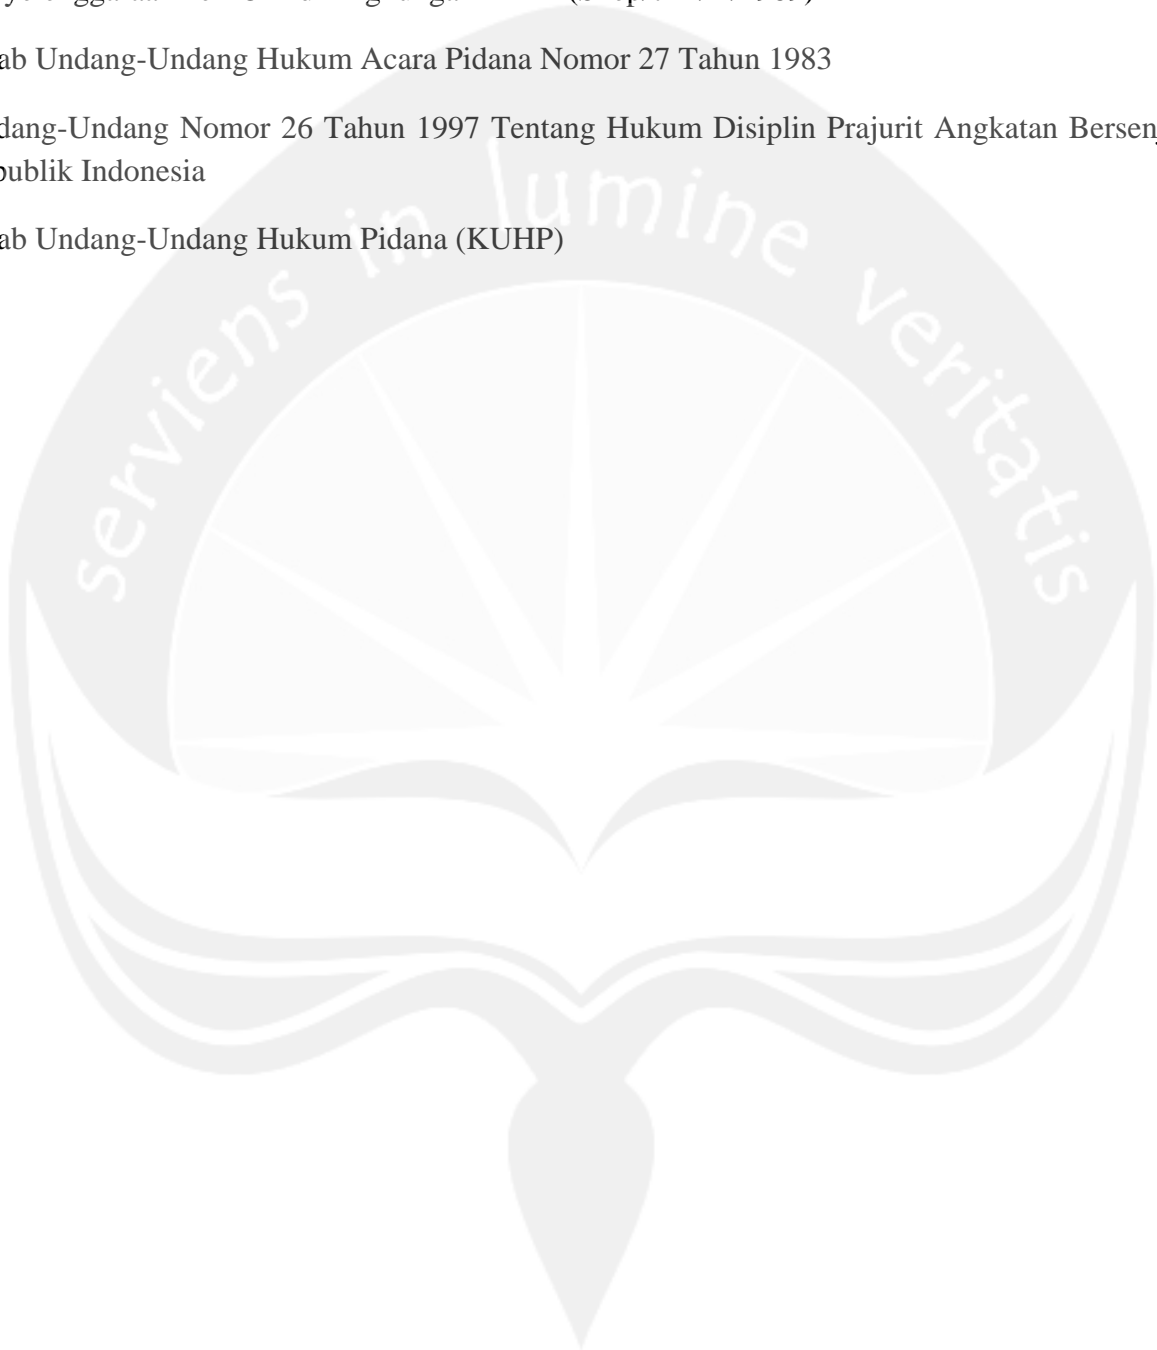 ab Undang-Undang Hukum Acara Pidana Nomor 27 Tahun 1983
dang-Undang Nomor 26 Tahun 1997 Tentang Hukum Disiplin Prajurit Angkatan Bersen
publik Indonesia
ab Undang-Undang Hukum Pidana (KUHP)
serviens in lumine veritatis